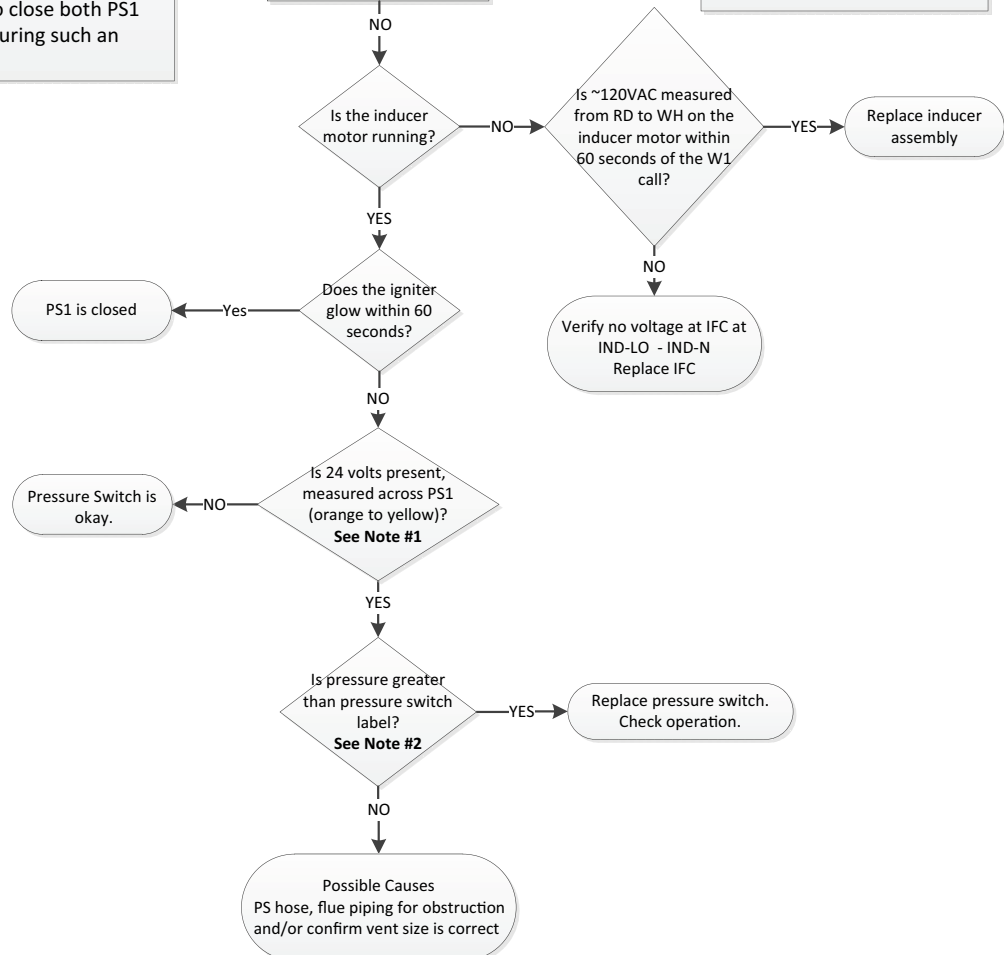 o close both PS1
uring such an
NO
Is the inducer
motor running?
NO
Is ~120VAC measured
from RD to WH on the
inducer motor within
60 seconds of the W1
call?
YES
Replace inducer
assembly
YES
NO
Verify no voltage at IFC at
IND-LO - IND-N
Replace IFC
Does the igniter
glow within 60
seconds?
Yes
PS1 is closed
NO
Is 24 volts present,
measured across PS1
(orange to yellow)?
See Note #1
NO
Pressure Switch is
okay.
YES
Is pressure greater
than pressure switch
label?
See Note #2
YES
Replace pressure switch.
Check operation.
NO
Possible Causes
PS hose, flue piping for obstruction
and/or confirm vent size is correct